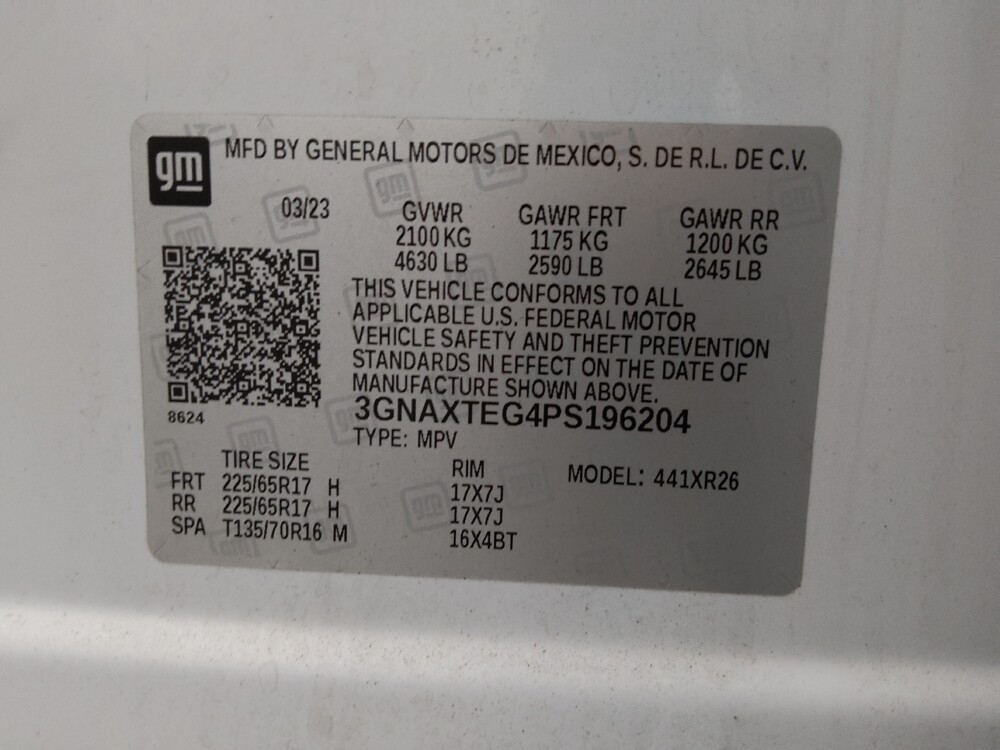 gm
MFD BY GENERAL MOTORS DE MEXICO, S. DE R.L. DE C.V.
03/23 GVWR GAWR FRT GAWR RR
2100 KG 1175 KG 1200 KG
4630 LB 2590 LB 2645 LB
THIS VEHICLE CONFORMS TO ALL
APPLICABLE U.S. FEDERAL MOTOR
VEHICLE SAFETY AND THEFT PREVENTION
STANDARDS IN EFFECT ON THE DATE OF
MANUFACTURE SHOWN ABOVE.
8624
3GNAXTEG4PS196204
TYPE: MPV
TIRE SIZE RIM MODEL: 441XR26
FRT 225/65R17 H 17X7J
RR 225/65R17 H 17X7J
SPA T135/70R16 M 16X4BT